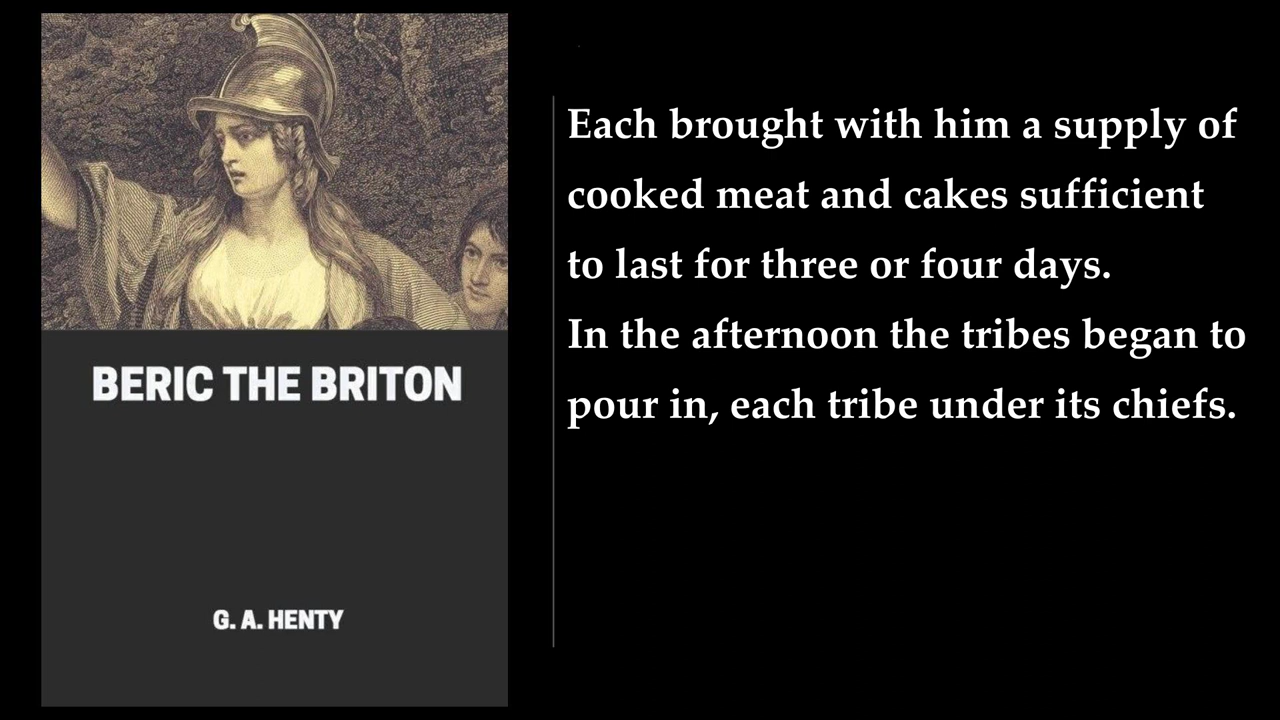 BERIC THE BRITON
G. A. HENTY
Each brought with him a supply of
cooked meat and cakes sufficient
to last for three or four days.
In the afternoon the tribes began to
pour in, each tribe under its chiefs.